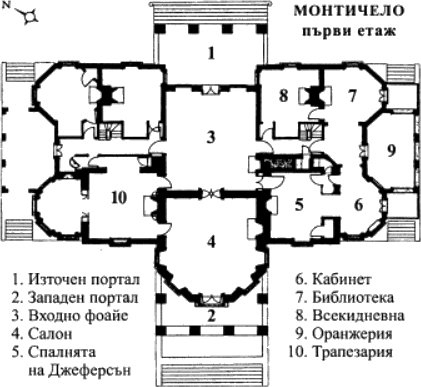 N
МОНТИЧЕЛО
първи етаж
1
8
7
3
9
10
5
6
4
2
1. Източен портал
2. Западен портал
3. Входно фоайе
4. Салон
5. Спалнята
на Джеферсън
6. Кабинет
7. Библиотека
8. Всекидневна
9. Оранжерия
10. Трапезария